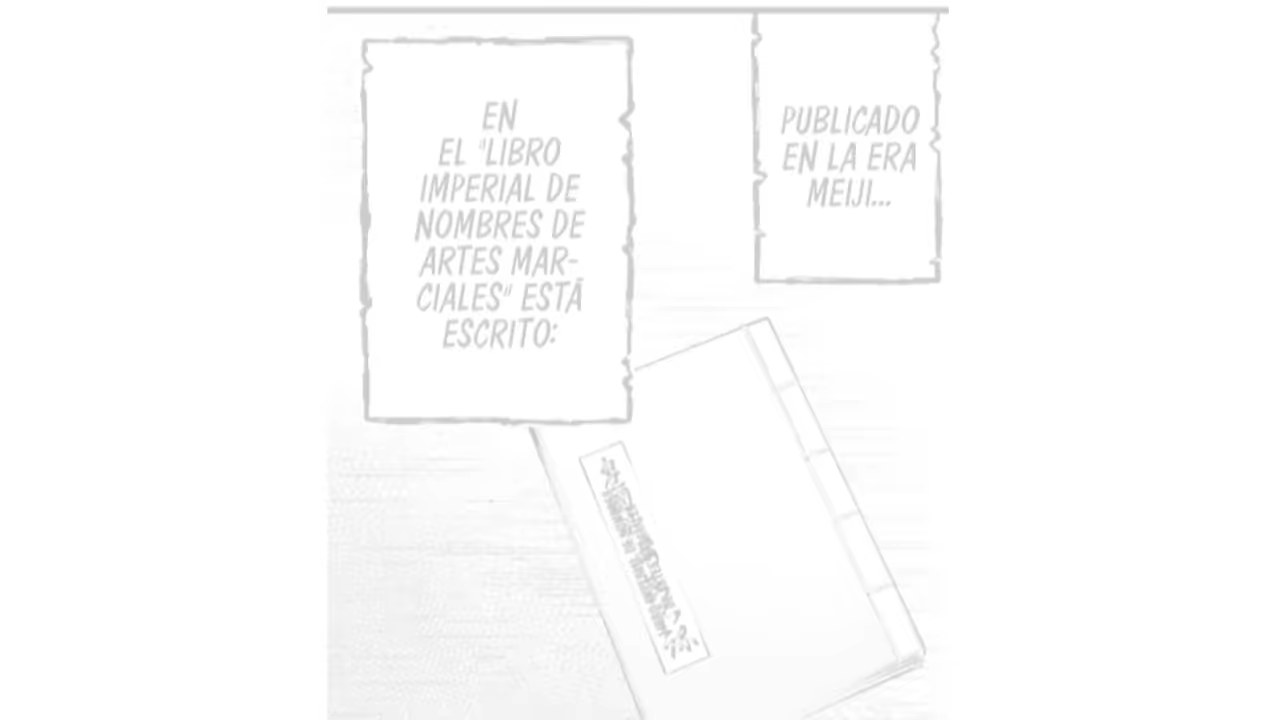 PUBLICADO
EN LA ERA
MEIJI...
EN
EL "LIBRO
IMPERIAL DE
NOMBRES DE
ARTES MAR-
CIALES" ESTÁ
ESCRITO: